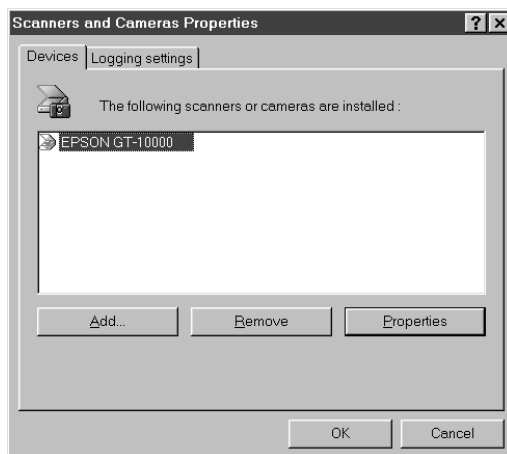 Scanners and Cameras Properties
Devices Logging settings
The following scanners or cameras are installed :
EPSON GT-10000
Add... Remove Properties
OK Cancel